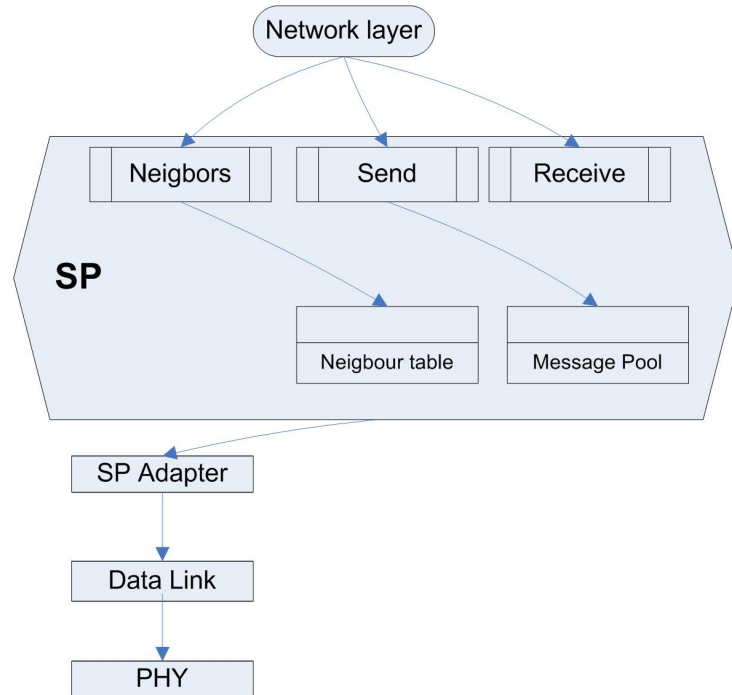 Network layer
Neigbors
Send
Receive
SP
Neigbour table
Message Pool
SP Adapter
Data Link
PHY